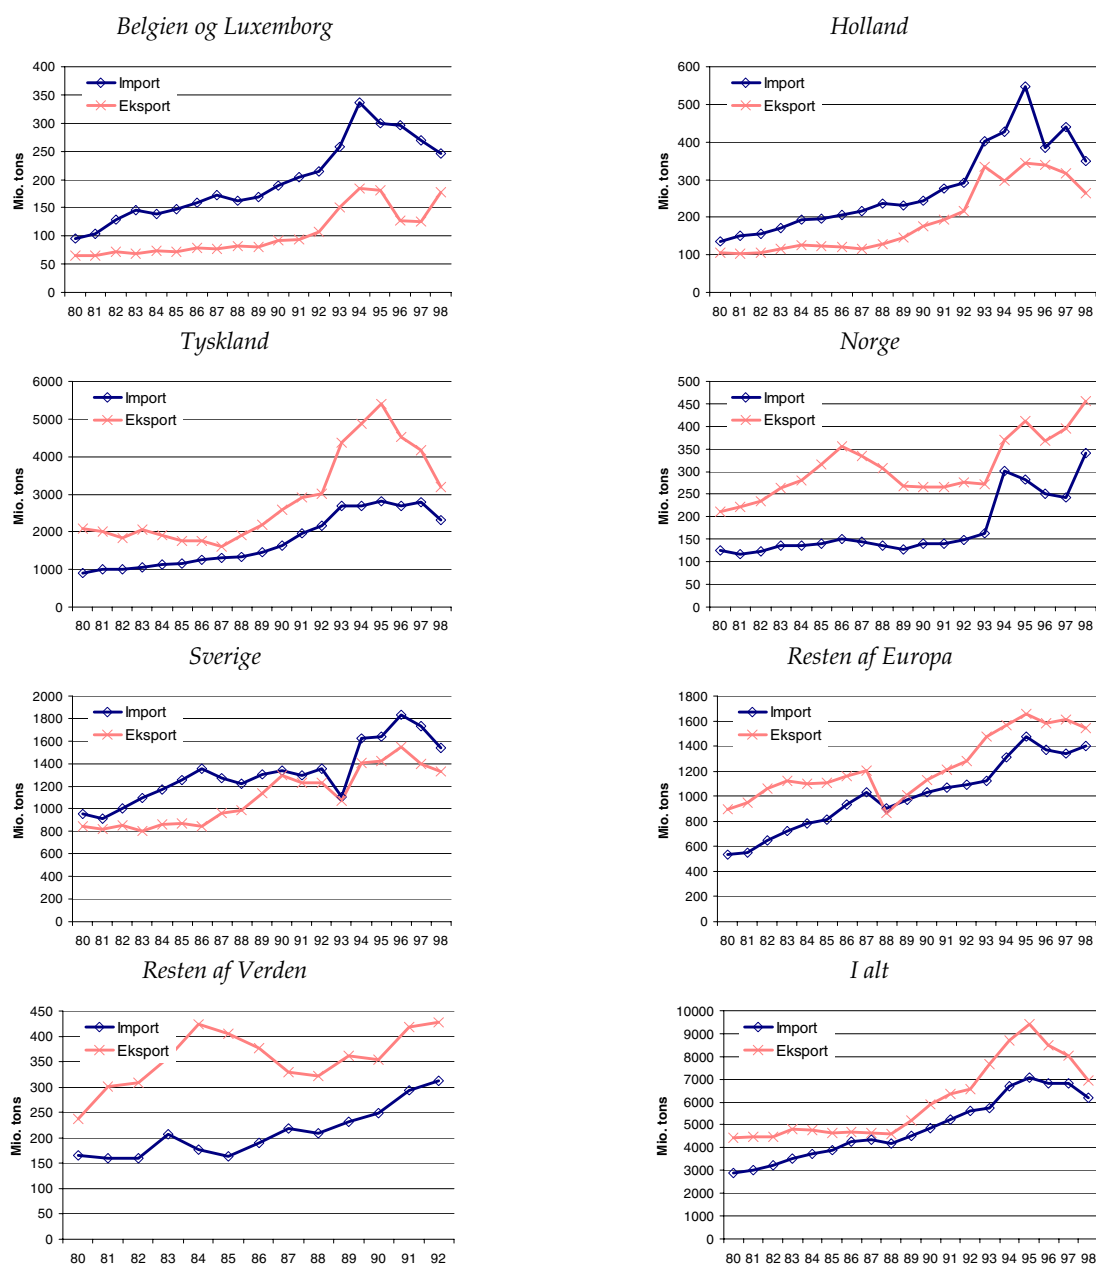 Belgien og Luxemborg
400
350
300
250
200
150
100
50
0
Mio. tons
Import
Eksport
80 81 82 83 84 85 86 87 88 89 90 91 92 93 94 95 96 97 98
Holland
600
500
400
300
200
100
0
Mio. tons
Import
Eksport
80 81 82 83 84 85 86 87 88 89 90 91 92 93 94 95 96 97 98
Tyskland
6000
5000
4000
3000
2000
1000
0
Mio. tons
Import
Eksport
80 81 82 83 84 85 86 87 88 89 90 91 92 93 94 95 96 97 98
Norge
500
450
400
350
300
250
200
150
100
50
0
Mio. tons
Import
Eksport
80 81 82 83 84 85 86 87 88 89 90 91 92 93 94 95 96 97 98
Sverige
2000
1800
1600
1400
1200
1000
800
600
400
200
0
Mio. tons
Import
Eksport
80 81 82 83 84 85 86 87 88 89 90 91 92 93 94 95 96 97 98
Resten af Europa
1800
1600
1400
1200
1000
800
600
400
200
0
Mio. tons
Import
Eksport
80 81 82 83 84 85 86 87 88 89 90 91 92 93 94 95 96 97 98
Resten af Verden
450
400
350
300
250
200
150
100
50
0
Mio. tons
Import
Eksport
80 81 82 83 84 85 86 87 88 89 90 91 92
I alt
10000
9000
8000
7000
6000
5000
4000
3000
2000
1000
0
Mio. tons
Import
Eksport
80 81 82 83 84 85 86 87 88 89 90 91 92 93 94 95 96 97 98